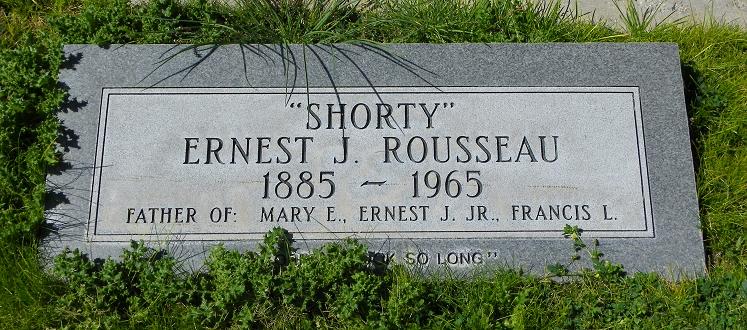 "SHORTY"
ERNEST J. ROUSSEAU
1885 ~ 1965
FATHER OF: MARY E., ERNEST J. JR., FRANCIS L.
SO LONG"